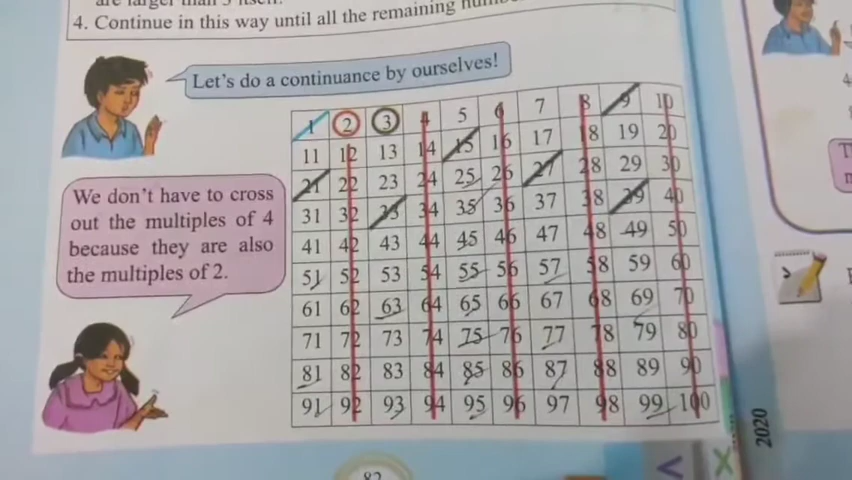 are larger than 3 itself.
4. Continue in this way until all the remaining
Let's do a continuance by ourselves!
We don't have to cross
out the multiples of 4
because they are also
the multiples of 2.
1 2 3 4 5 6 7 8 9 10
11 12 13 14 15 16 17 18 19 20
21 22 23 24 25 26 27 28 29 30
31 32 33 34 35 36 37 38 39 40
41 42 43 44 45 46 47 48 49 50
51 52 53 54 55 56 57 58 59 60
61 62 63 64 65 66 67 68 69 70
71 72 73 74 75 76 77 78 79 80
81 82 83 84 85 86 87 88 89 90
91 92 93 94 95 96 97 98 99 100
82
2020